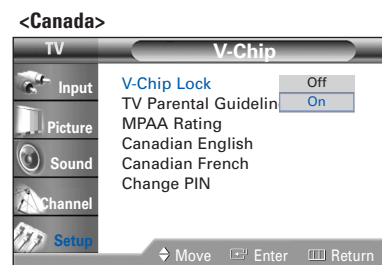 <Canada>
TV
V-Chip
Input
Picture
Sound
Channel
Setup
V-Chip Lock
Off
TV Parental Guidelin
On
MPAA Rating
Canadian English
Canadian French
Change PIN
Move Enter Return